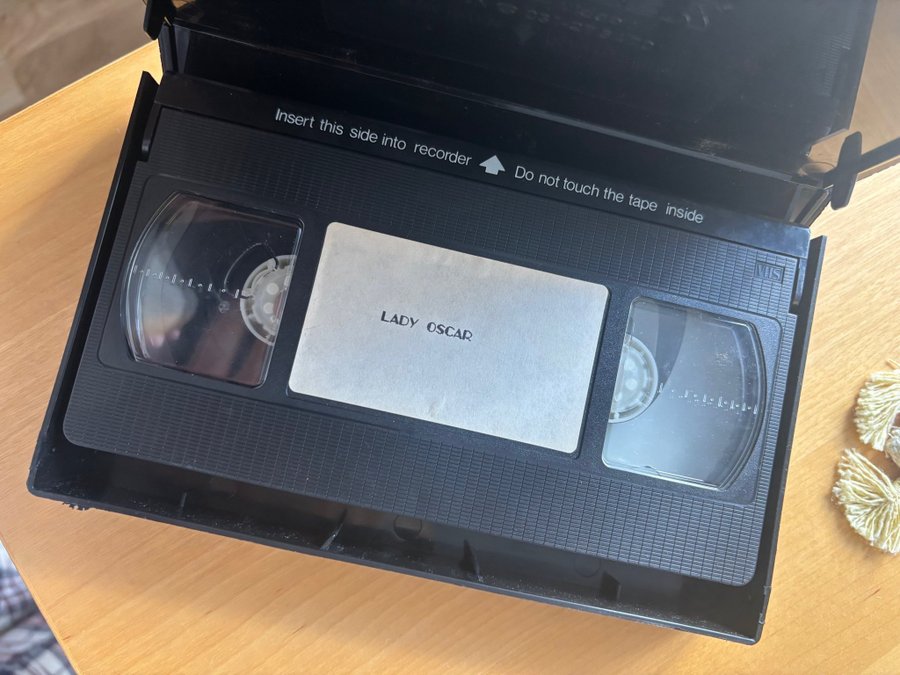 Insert this side into recorder Do not touch the tape inside
VHS
LADY OSCAR